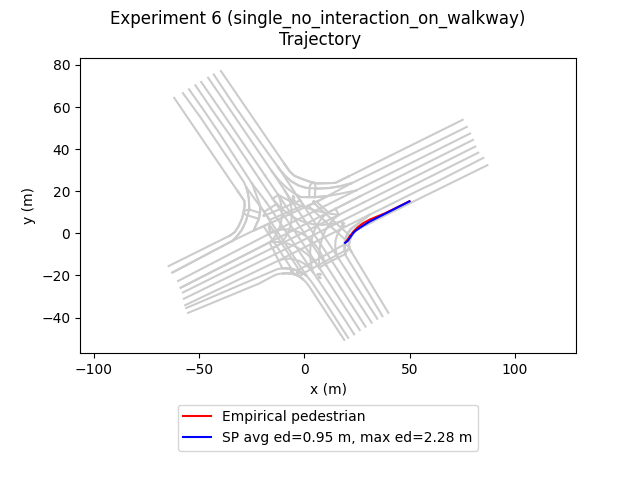 Experiment 6 (single_no_interaction_on_walkway)
Trajectory
80
60
40
20
0
−20
−40
y (m)
−100
−50
0
50
100
x (m)
Empirical pedestrian
SP avg ed=0.95 m, max ed=2.28 m